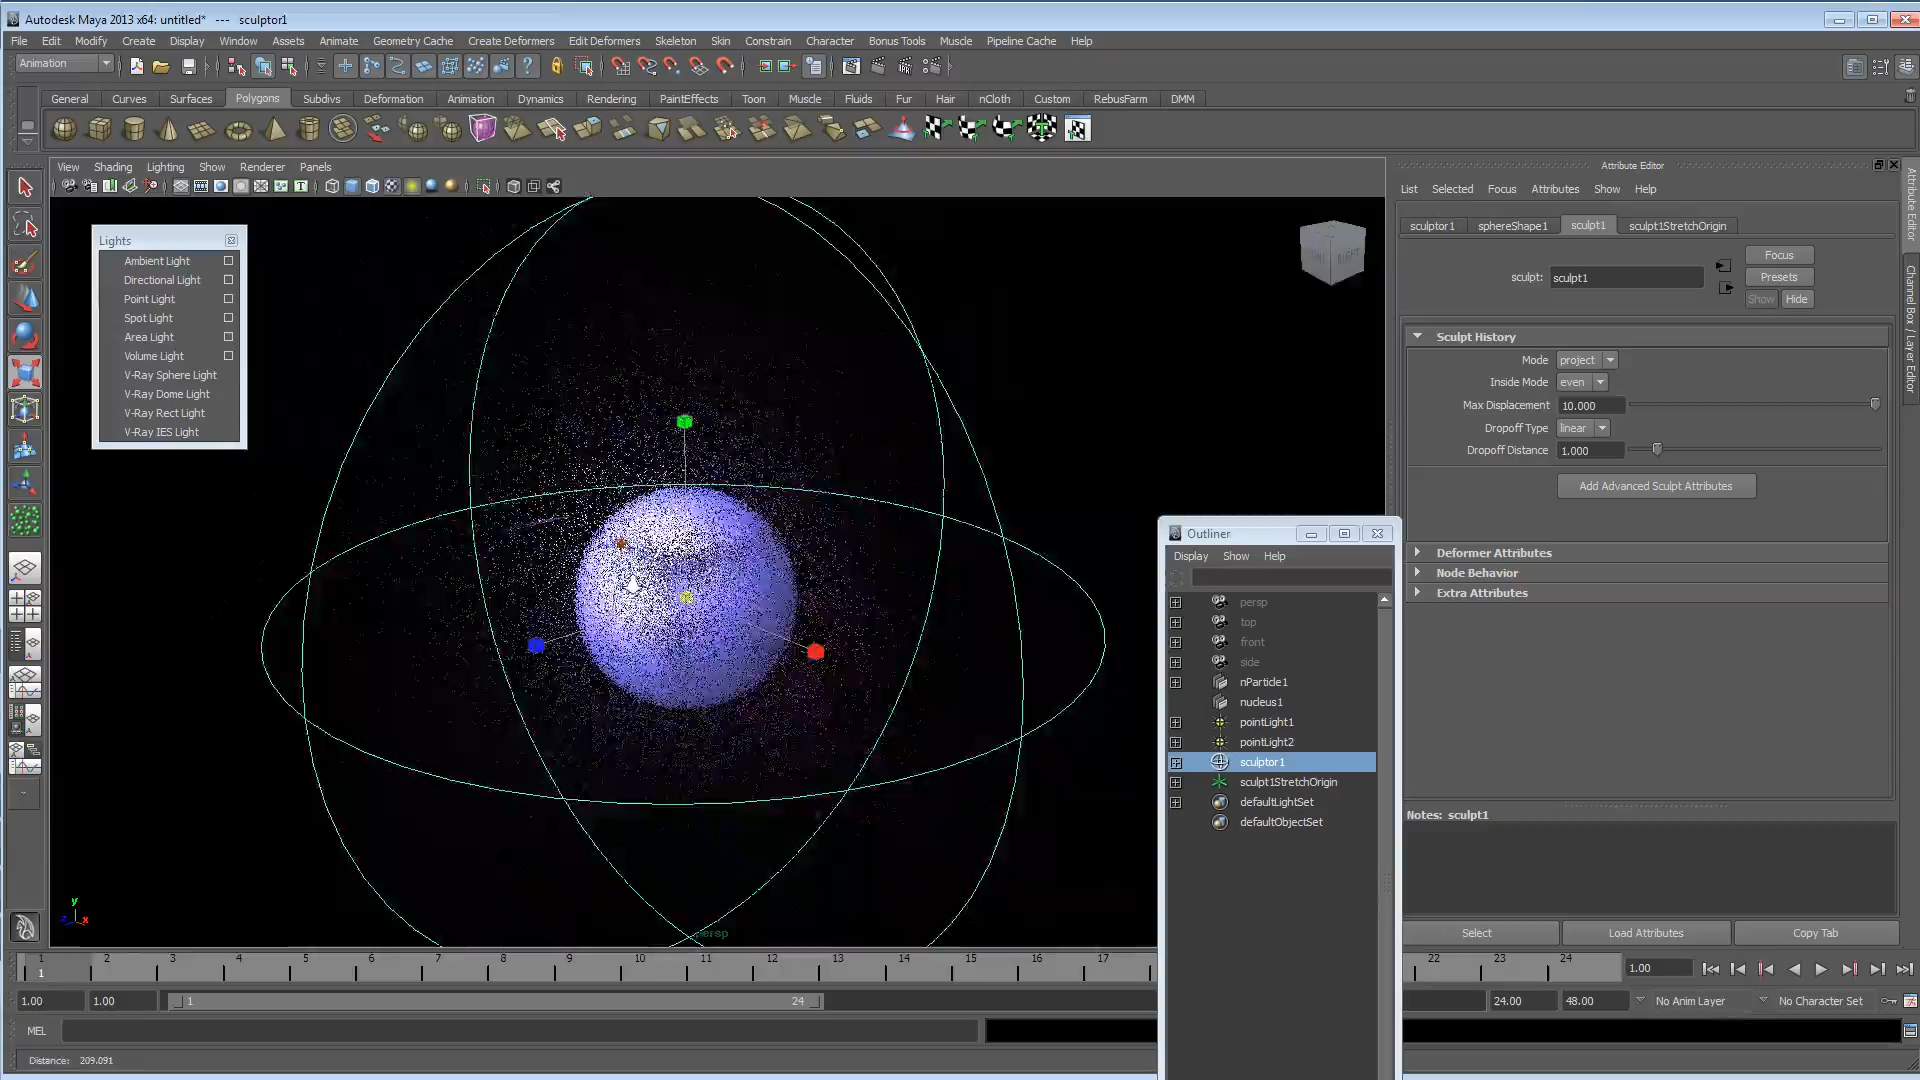 Autodesk Maya 2013 x64: untitled* --- sculptor1
File Edit Modify Create Display Window Assets Animate Geometry Cache Create Deformers Edit Deformers Skeleton Skin Constrain Character Bonus Tools Muscle Pipeline Cache Help
Animation
General Curves Surfaces Polygons Subdivs Deformation Animation Dynamics Rendering PaintEffects Toon Muscle Fluids Fur Hair nCloth Custom RebusFarm DMM
View Shading Lighting Show Renderer Panels
Lights
Ambient Light
Directional Light
Point Light
Spot Light
Area Light
Volume Light
V-Ray Sphere Light
V-Ray Dome Light
V-Ray Rect Light
V-Ray IES Light
RIGHT
persp
y
z x
Outliner
Display Show Help
persp
top
front
side
nParticle1
nucleus1
pointLight1
pointLight2
sculptor1
sculpt1StretchOrigin
defaultLightSet
defaultObjectSet
Attribute Editor
List Selected Focus Attributes Show Help
sculptor1 sphereShape1 sculpt1 sculpt1StretchOrigin
sculpt: sculpt1
Focus
Presets
Show Hide
Sculpt History
Mode project
Inside Mode even
Max Displacement 10.000
Dropoff Type linear
Dropoff Distance 1.000
Add Advanced Sculpt Attributes
Deformer Attributes
Node Behavior
Extra Attributes
Notes: sculpt1
Select Load Attributes Copy Tab
Attribute Editor
Channel Box / Layer Editor
1 2 3 4 5 6 7 8 9 10 11 12 13 14 15 16 17 22 23 24
1
1.00
1.00 1.00 1 24 24.00 48.00 No Anim Layer No Character Set
MEL
Distance: 209.091